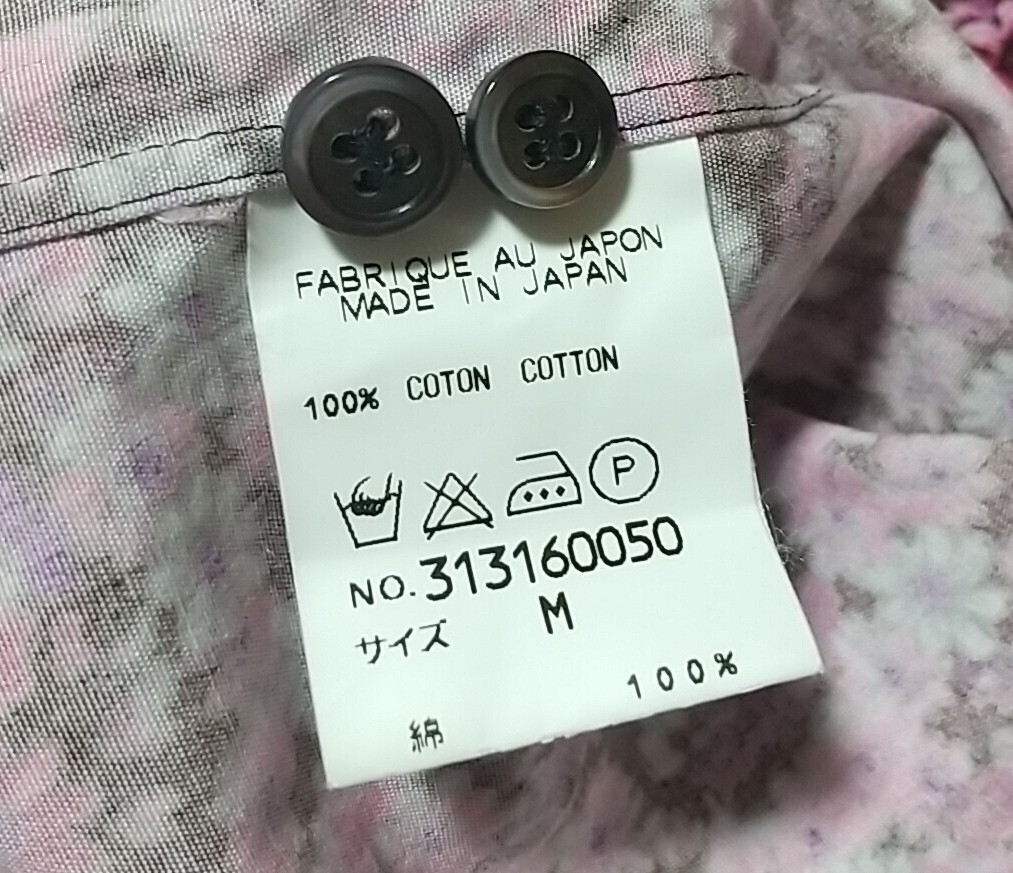 FABRIQUE AU JAPON
MADE IN JAPAN
100% COTON COTTON
P
NO.313160050
サイズ M
綿 100%